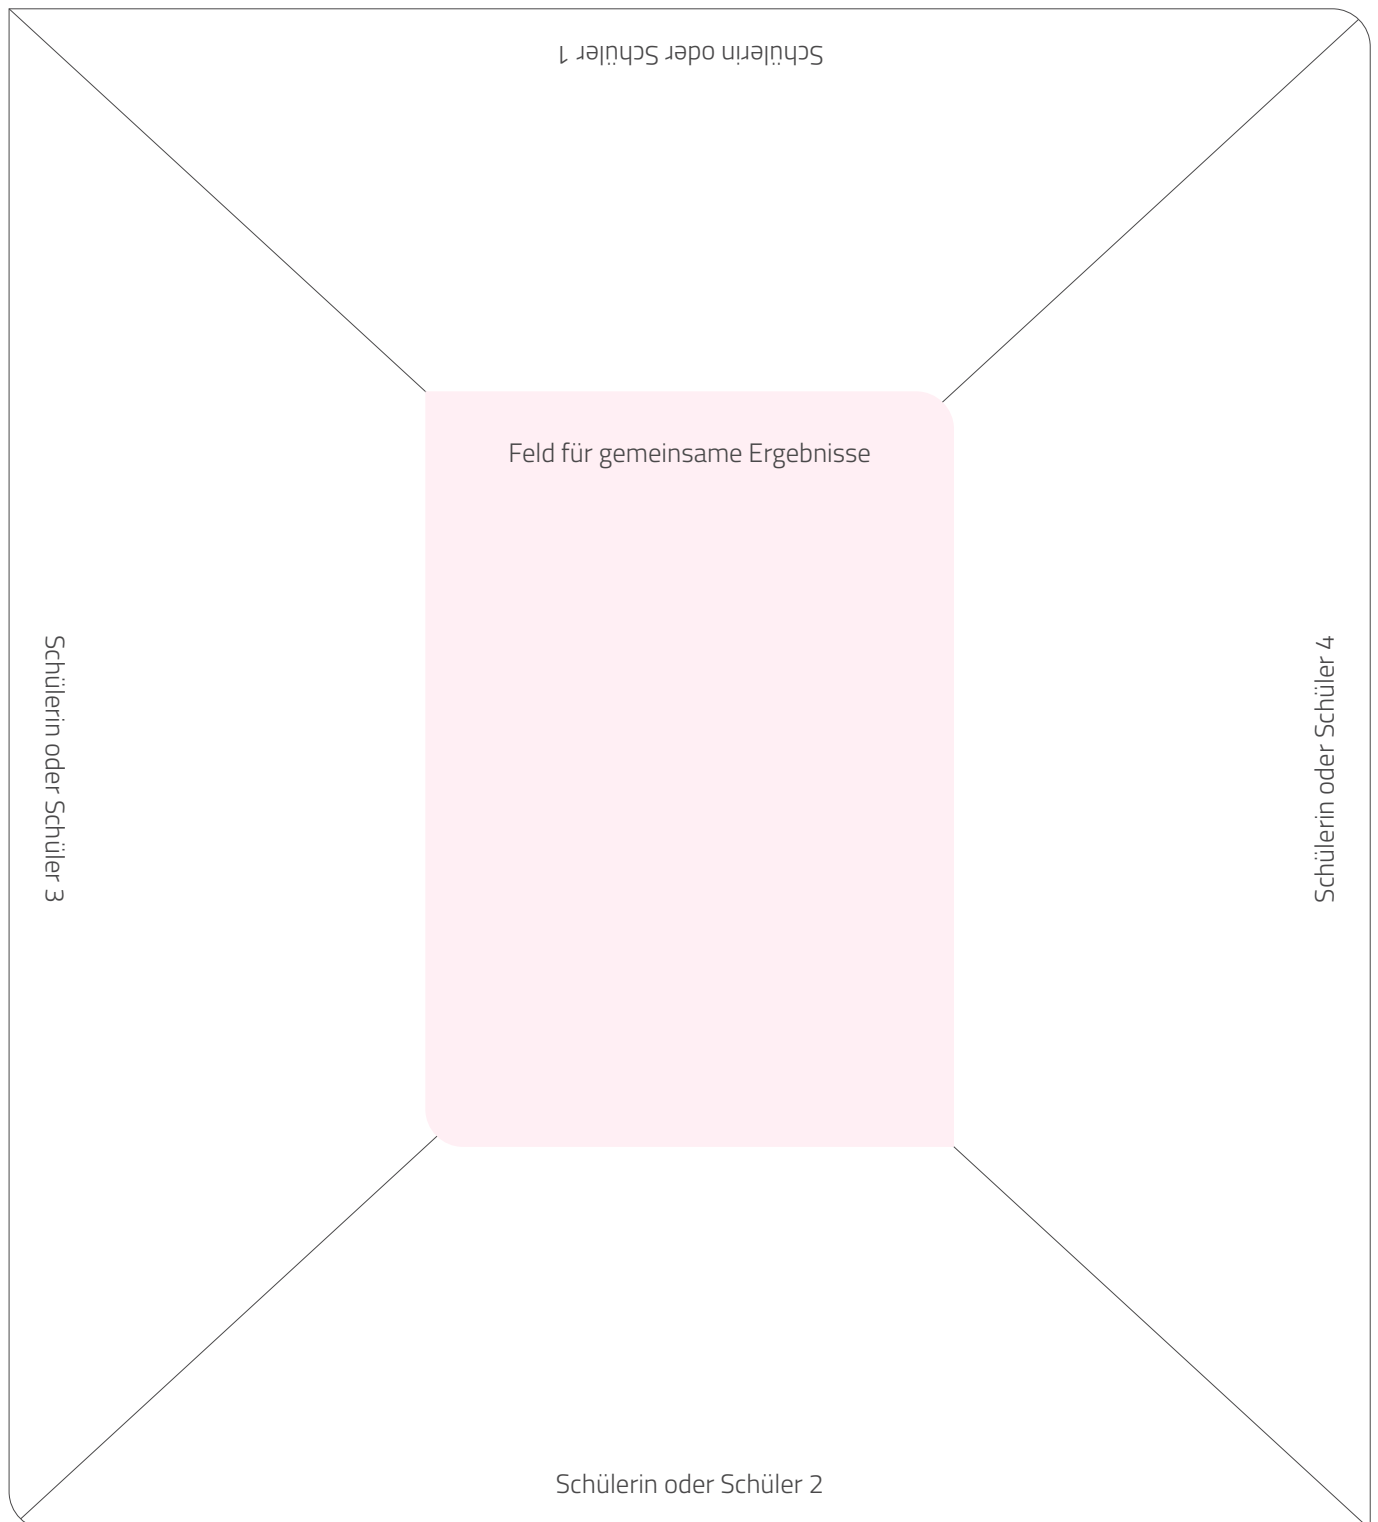 Schülerin oder Schüler 1
Feld für gemeinsame Ergebnisse
Schülerin oder Schüler 3
Schülerin oder Schüler 4
Schülerin oder Schüler 2